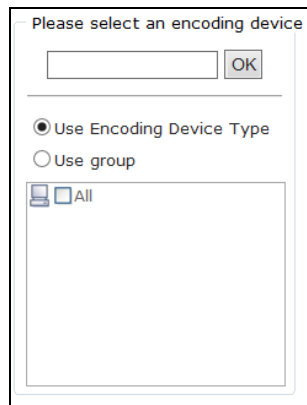 Please select an encoding device
OK
Use Encoding Device Type
Use group
All